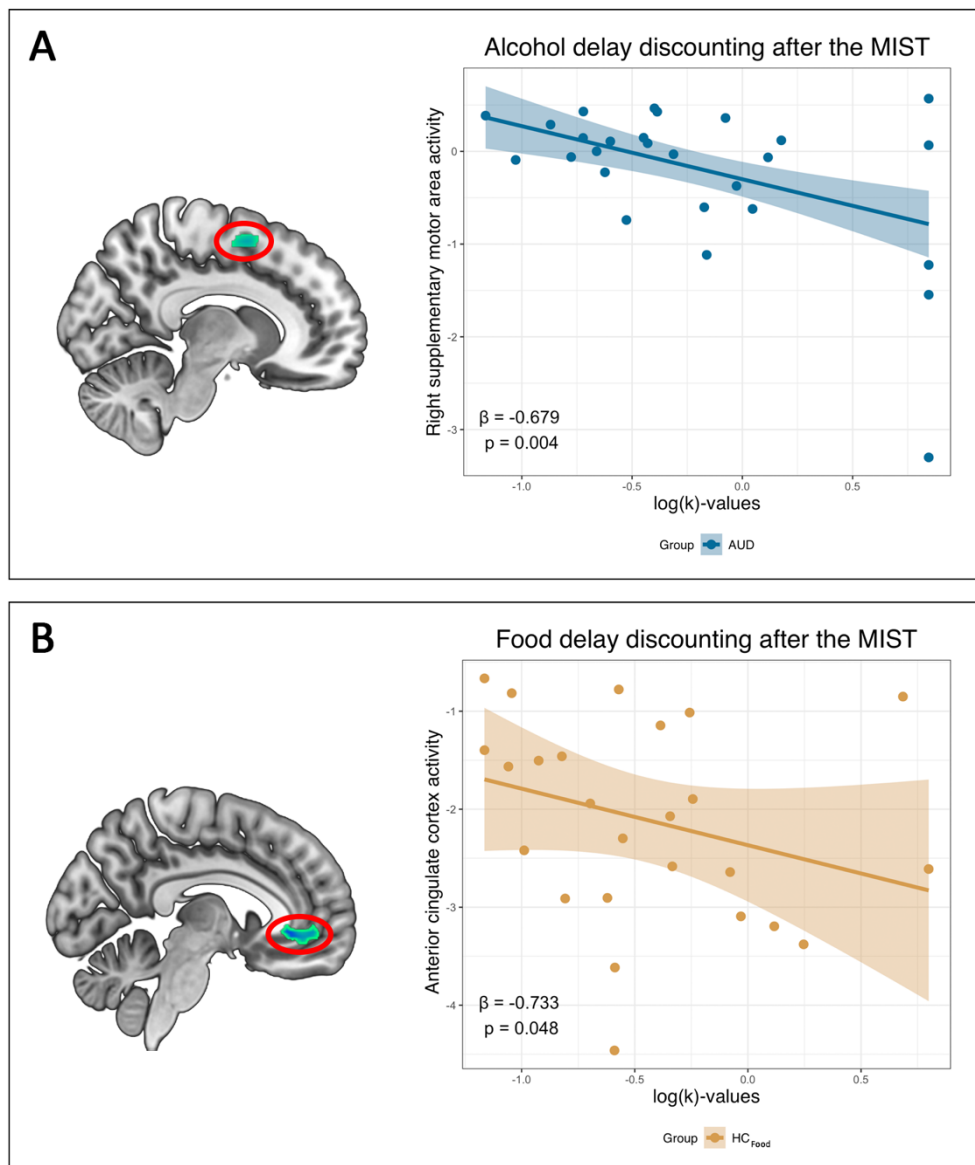 A
Alcohol delay discounting after the MIST
Right supplementary motor area activity
0
-1
-2
-3
β = -0.679
p = 0.004
-1.0
-0.5
0.0
0.5
log(k)-values
Group AUD
B
Food delay discounting after the MIST
Anterior cingulate cortex activity
-1
-2
-3
-4
β = -0.733
p = 0.048
-1.0
-0.5
0.0
0.5
log(k)-values
Group HC Food